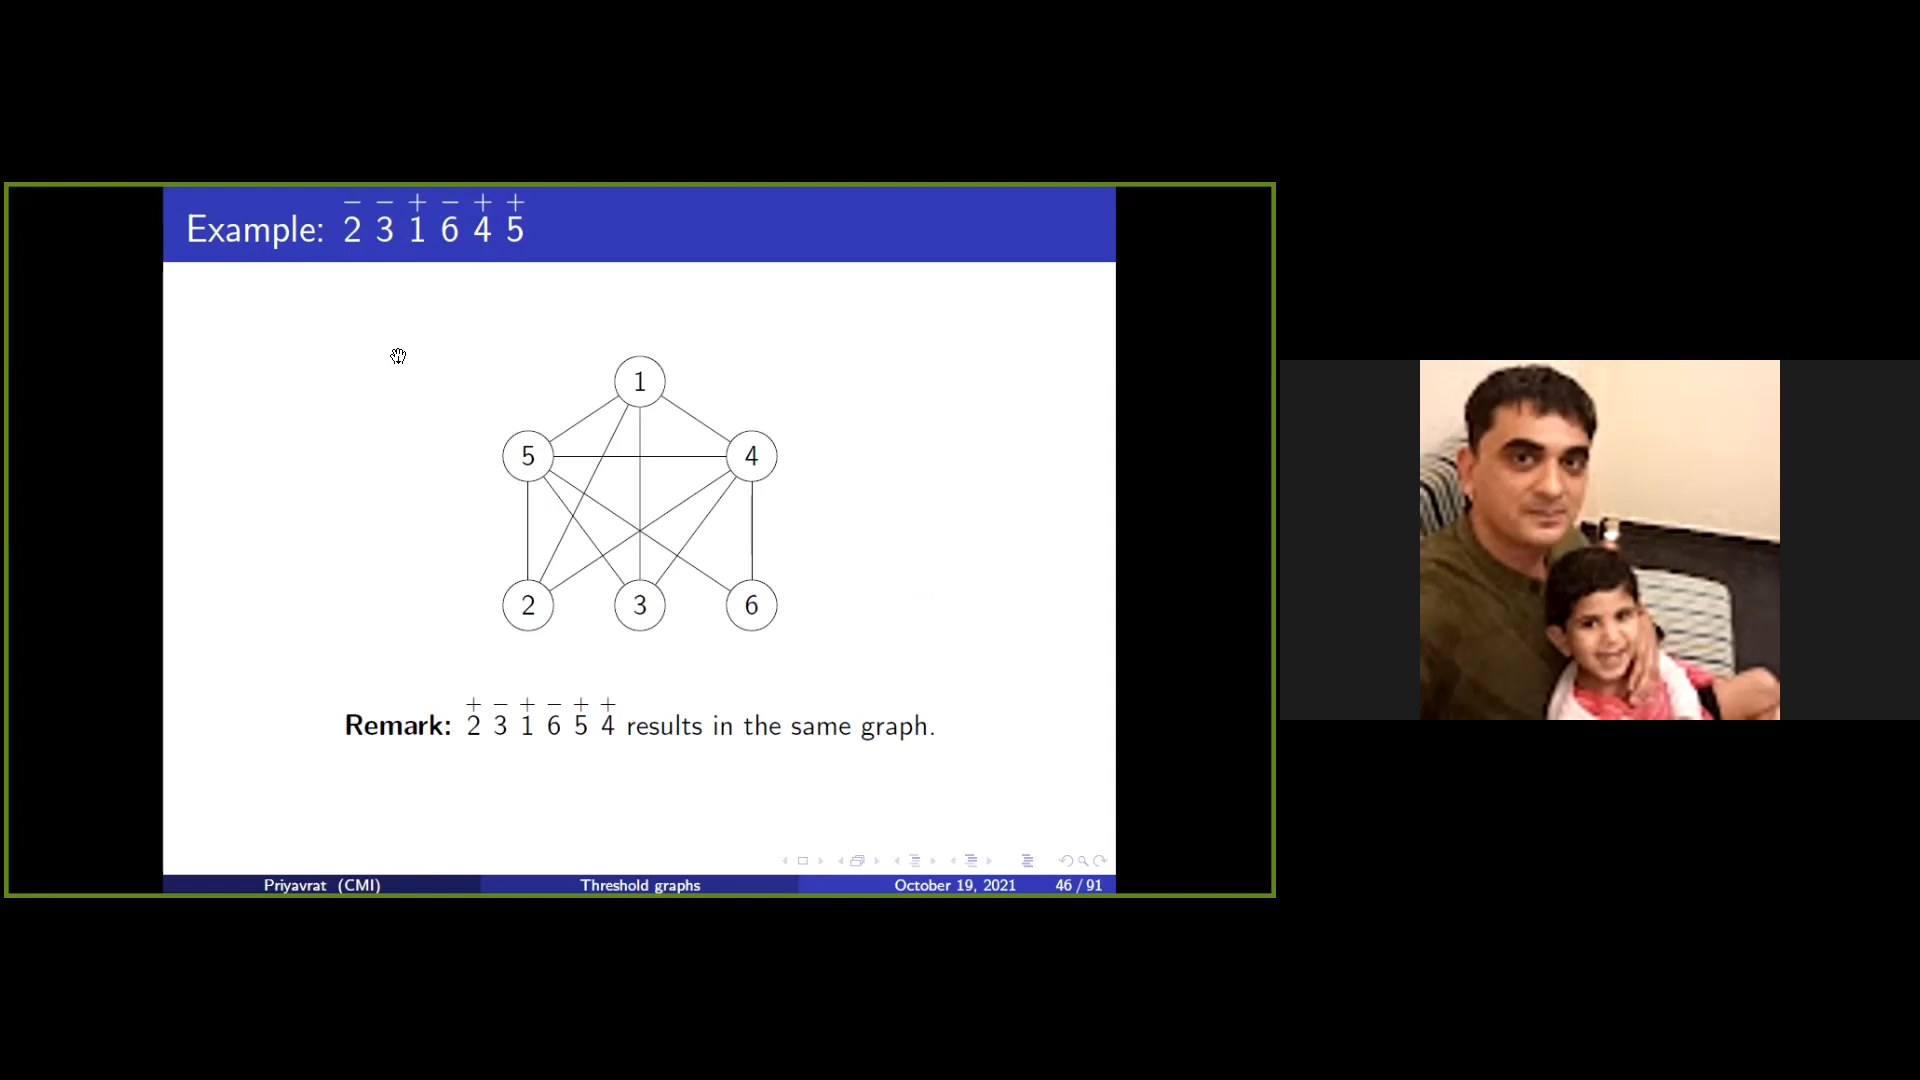 Example: − − + − + +
2 3 1 6 4 5
1
5 4
2 3 6
+ − + − + +
Remark: 2 3 1 6 5 4 results in the same graph.
Priyavrat (CMI) Threshold graphs October 19, 2021 46 / 91